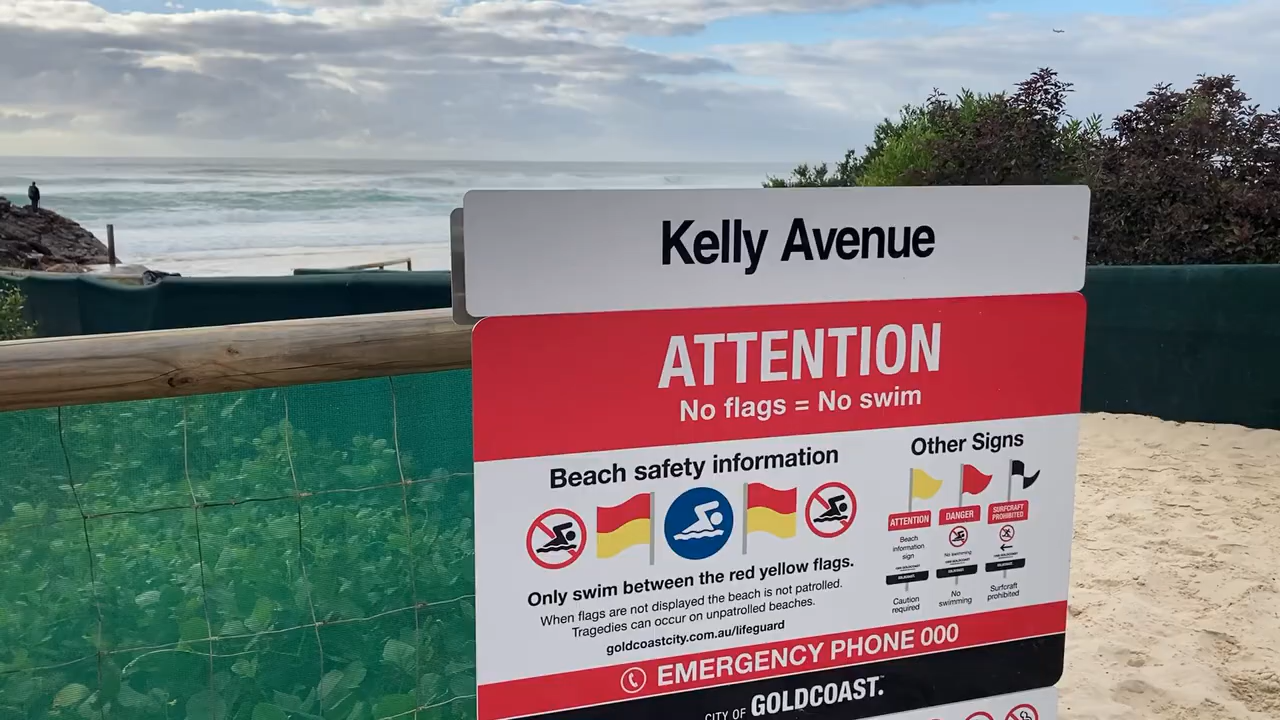 Kelly Avenue
ATTENTION
No flags = No swim
Beach safety information
Only swim between the red yellow flags.
When flags are not displayed the beach is not patrolled.
Tragedies can occur on unpatrolled beaches.
goldcoastcity.com.au/lifeguard
Other Signs
ATTENTION
Beach
information
sign
Caution
required
DANGER
No swimming
No
swimming
SURFCRAFT
PROHIBITED
Surfcraft
prohibited
EMERGENCY PHONE 000
CITY OF GOLDCOAST.